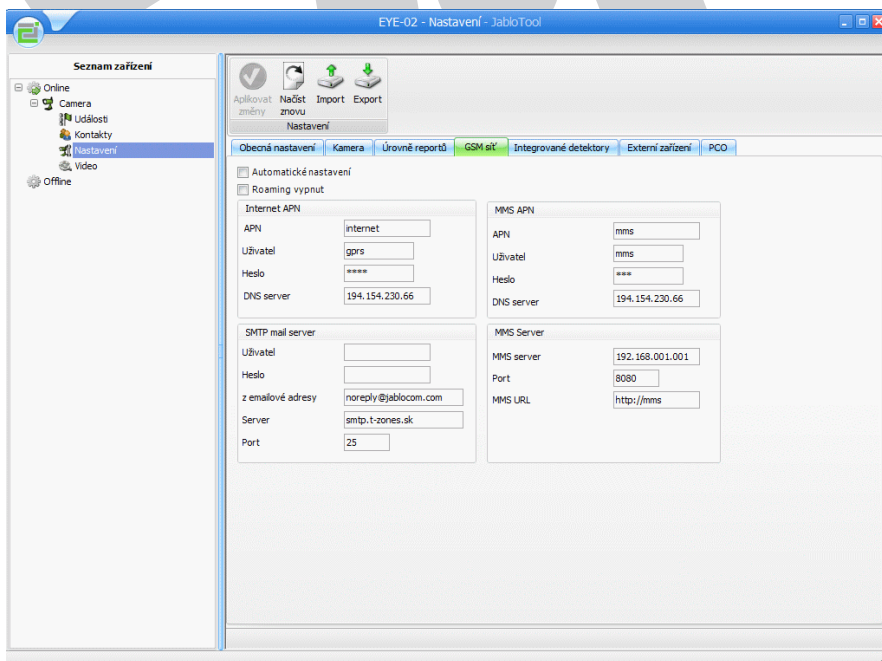 EYE-02 - Nastavení - JabloTool
Seznam zařízení
Online
Camera
Události
Kontakty
Nastavení
Video
Offline
Aplikovat změny
Načíst znovu
Import
Export
Nastavení
Obecná nastavení
Kamera
Úrovně reportů
GSM síť
Integrované detektory
Externí zařízení
PCO
Automatické nastavení
Roaming vypnut
Internet APN
APN internet
Uživatel gprs
Heslo ****
DNS server 194.154.230.66
MMS APN
APN mms
Uživatel mms
Heslo ***
DNS server 194.154.230.66
SMTP mail server
Uživatel
Heslo
z emailové adresy noreply@jablocom.com
Server smtp.t-zones.sk
Port 25
MMS Server
MMS server 192.168.001.001
Port 8080
MMS URL http://mms